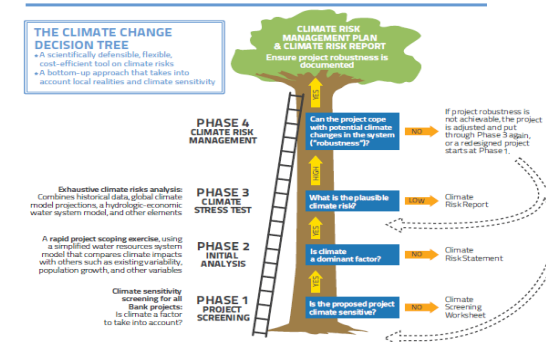 THE CLIMATE CHANGE
DECISION TREE
•A scientifically defensible, flexible,
cost-efficient tool on climate risks
•A bottom-up approach that takes into
account local realities and climate sensitivity
CLIMATE RISK
MANAGEMENT PLAN
& CLIMATE RISK REPORT
Ensure project robustness is
documented
YES
PHASE 4
CLIMATE RISK
MANAGEMENT
Can the project cope
with potential climate
changes in the system
("robustness")?
NO
If project robustness is
not achievable, the project
is adjusted and put
through Phase 3 again,
or a redesigned project
starts at Phase 1.
HIGH
Exhaustive climate risks analysis:
Combines historical data, global climate
model projections, a hydrologic-economic
water system model, and other elements
PHASE 3
CLIMATE
STRESS TEST
What is the plausible
climate risk?
LOW
Climate
Risk Report
YES
A rapid project scoping exercise, using
a simplified water resources system
model that compares climate impacts
with others such as existing variability,
population growth, and other variables
PHASE 2
INITIAL
ANALYSIS
Is climate
a dominant factor?
NO
Climate
Risk Statement
YES
Climate sensitivity
screening for all
Bank projects:
Is climate a factor
to take into account?
PHASE 1
PROJECT
SCREENING
Is the proposed project
climate sensitive?
NO
Climate
Screening
Worksheet